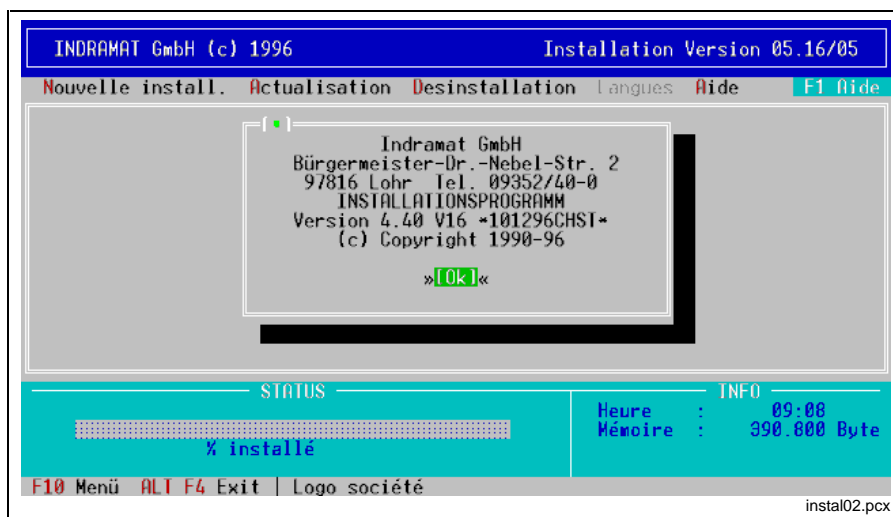 INDRAMAT GmbH (c) 1996 Installation Version 05.16/05
Nouvelle install. Actualisation Desinstallation Langues Aide F1 Aide
Indramat GmbH
Bürgermeister-Dr.-Nebel-Str. 2
97816 Lohr Tel. 09352/40-0
INSTALLATIONSPROGRAMM
Version 4.40 V16 *101296CHST*
(c) Copyright 1990-96
»[Ok]«
STATUS
INFO
Heure : 09:08
Mémoire : 390.800 Byte
% installé
F10 Menü ALT F4 Exit | Logo société
instal02.pcx